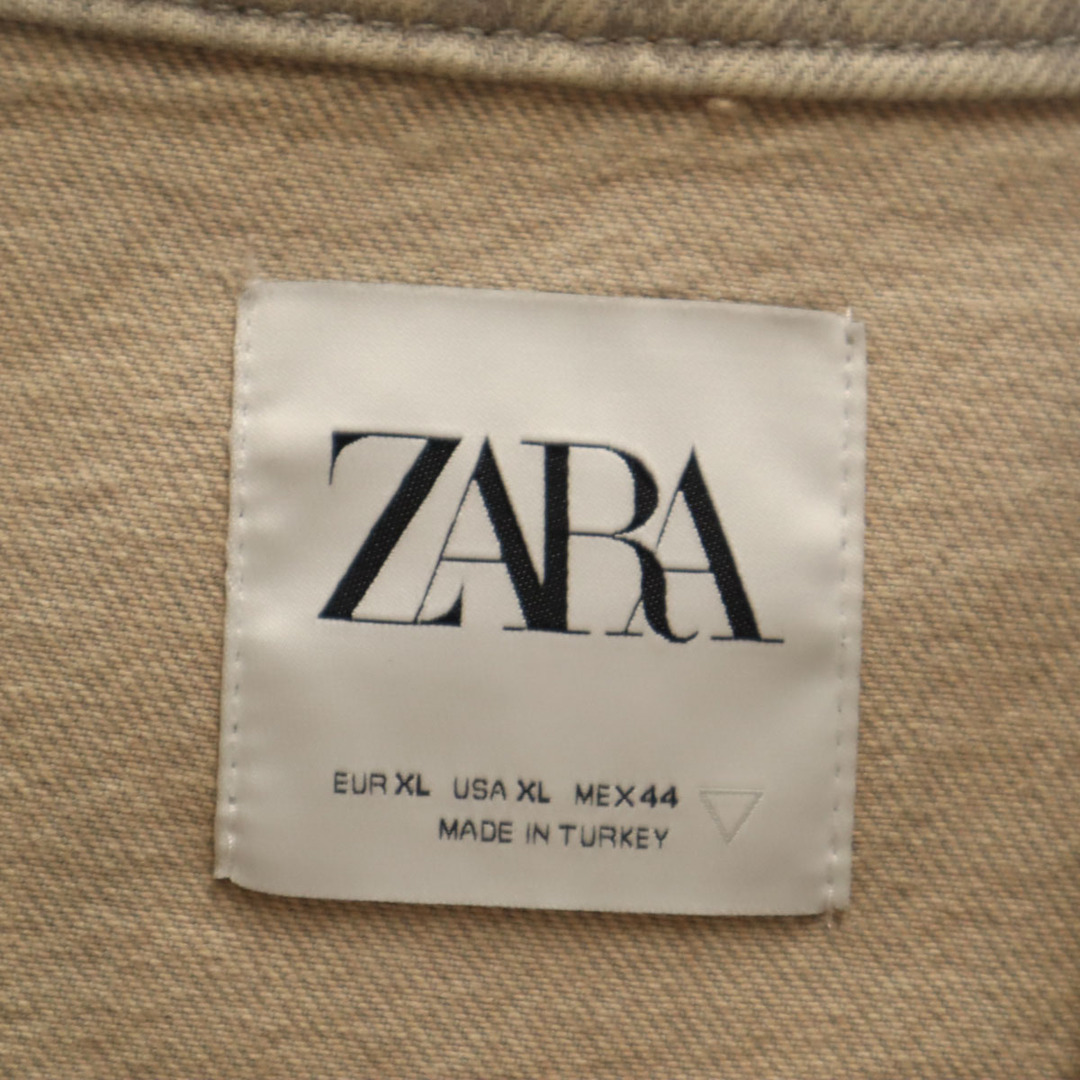 ZARA
EUR XL USA XL MEX 44
MADE IN TURKEY